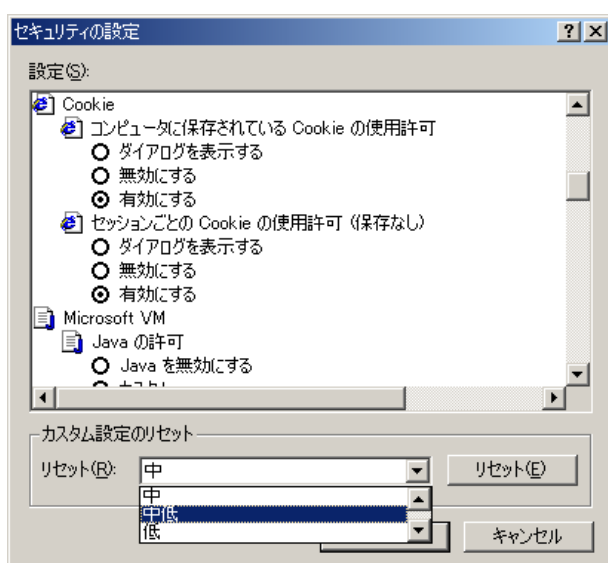 セキュリティの設定
設定(S):
Cookie
コンピュータに保存されている Cookie の使用許可
ダイアログを表示する
無効にする
有効にする
セッションごとの Cookie の使用許可 (保存なし)
ダイアログを表示する
無効にする
有効にする
Microsoft VM
Java の許可
Java を無効にする
カスタム設定のリセット
リセット(R): 中 リセット(E)
中
中低
低
キャンセル